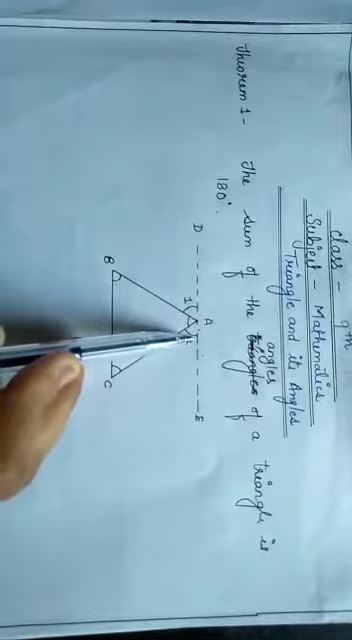 Class - 9th
Subject - Mathematics
Triangle and its Angles
Theorem 1 - The sum of the angles of a triangle is
180°.
D A E
1
B C